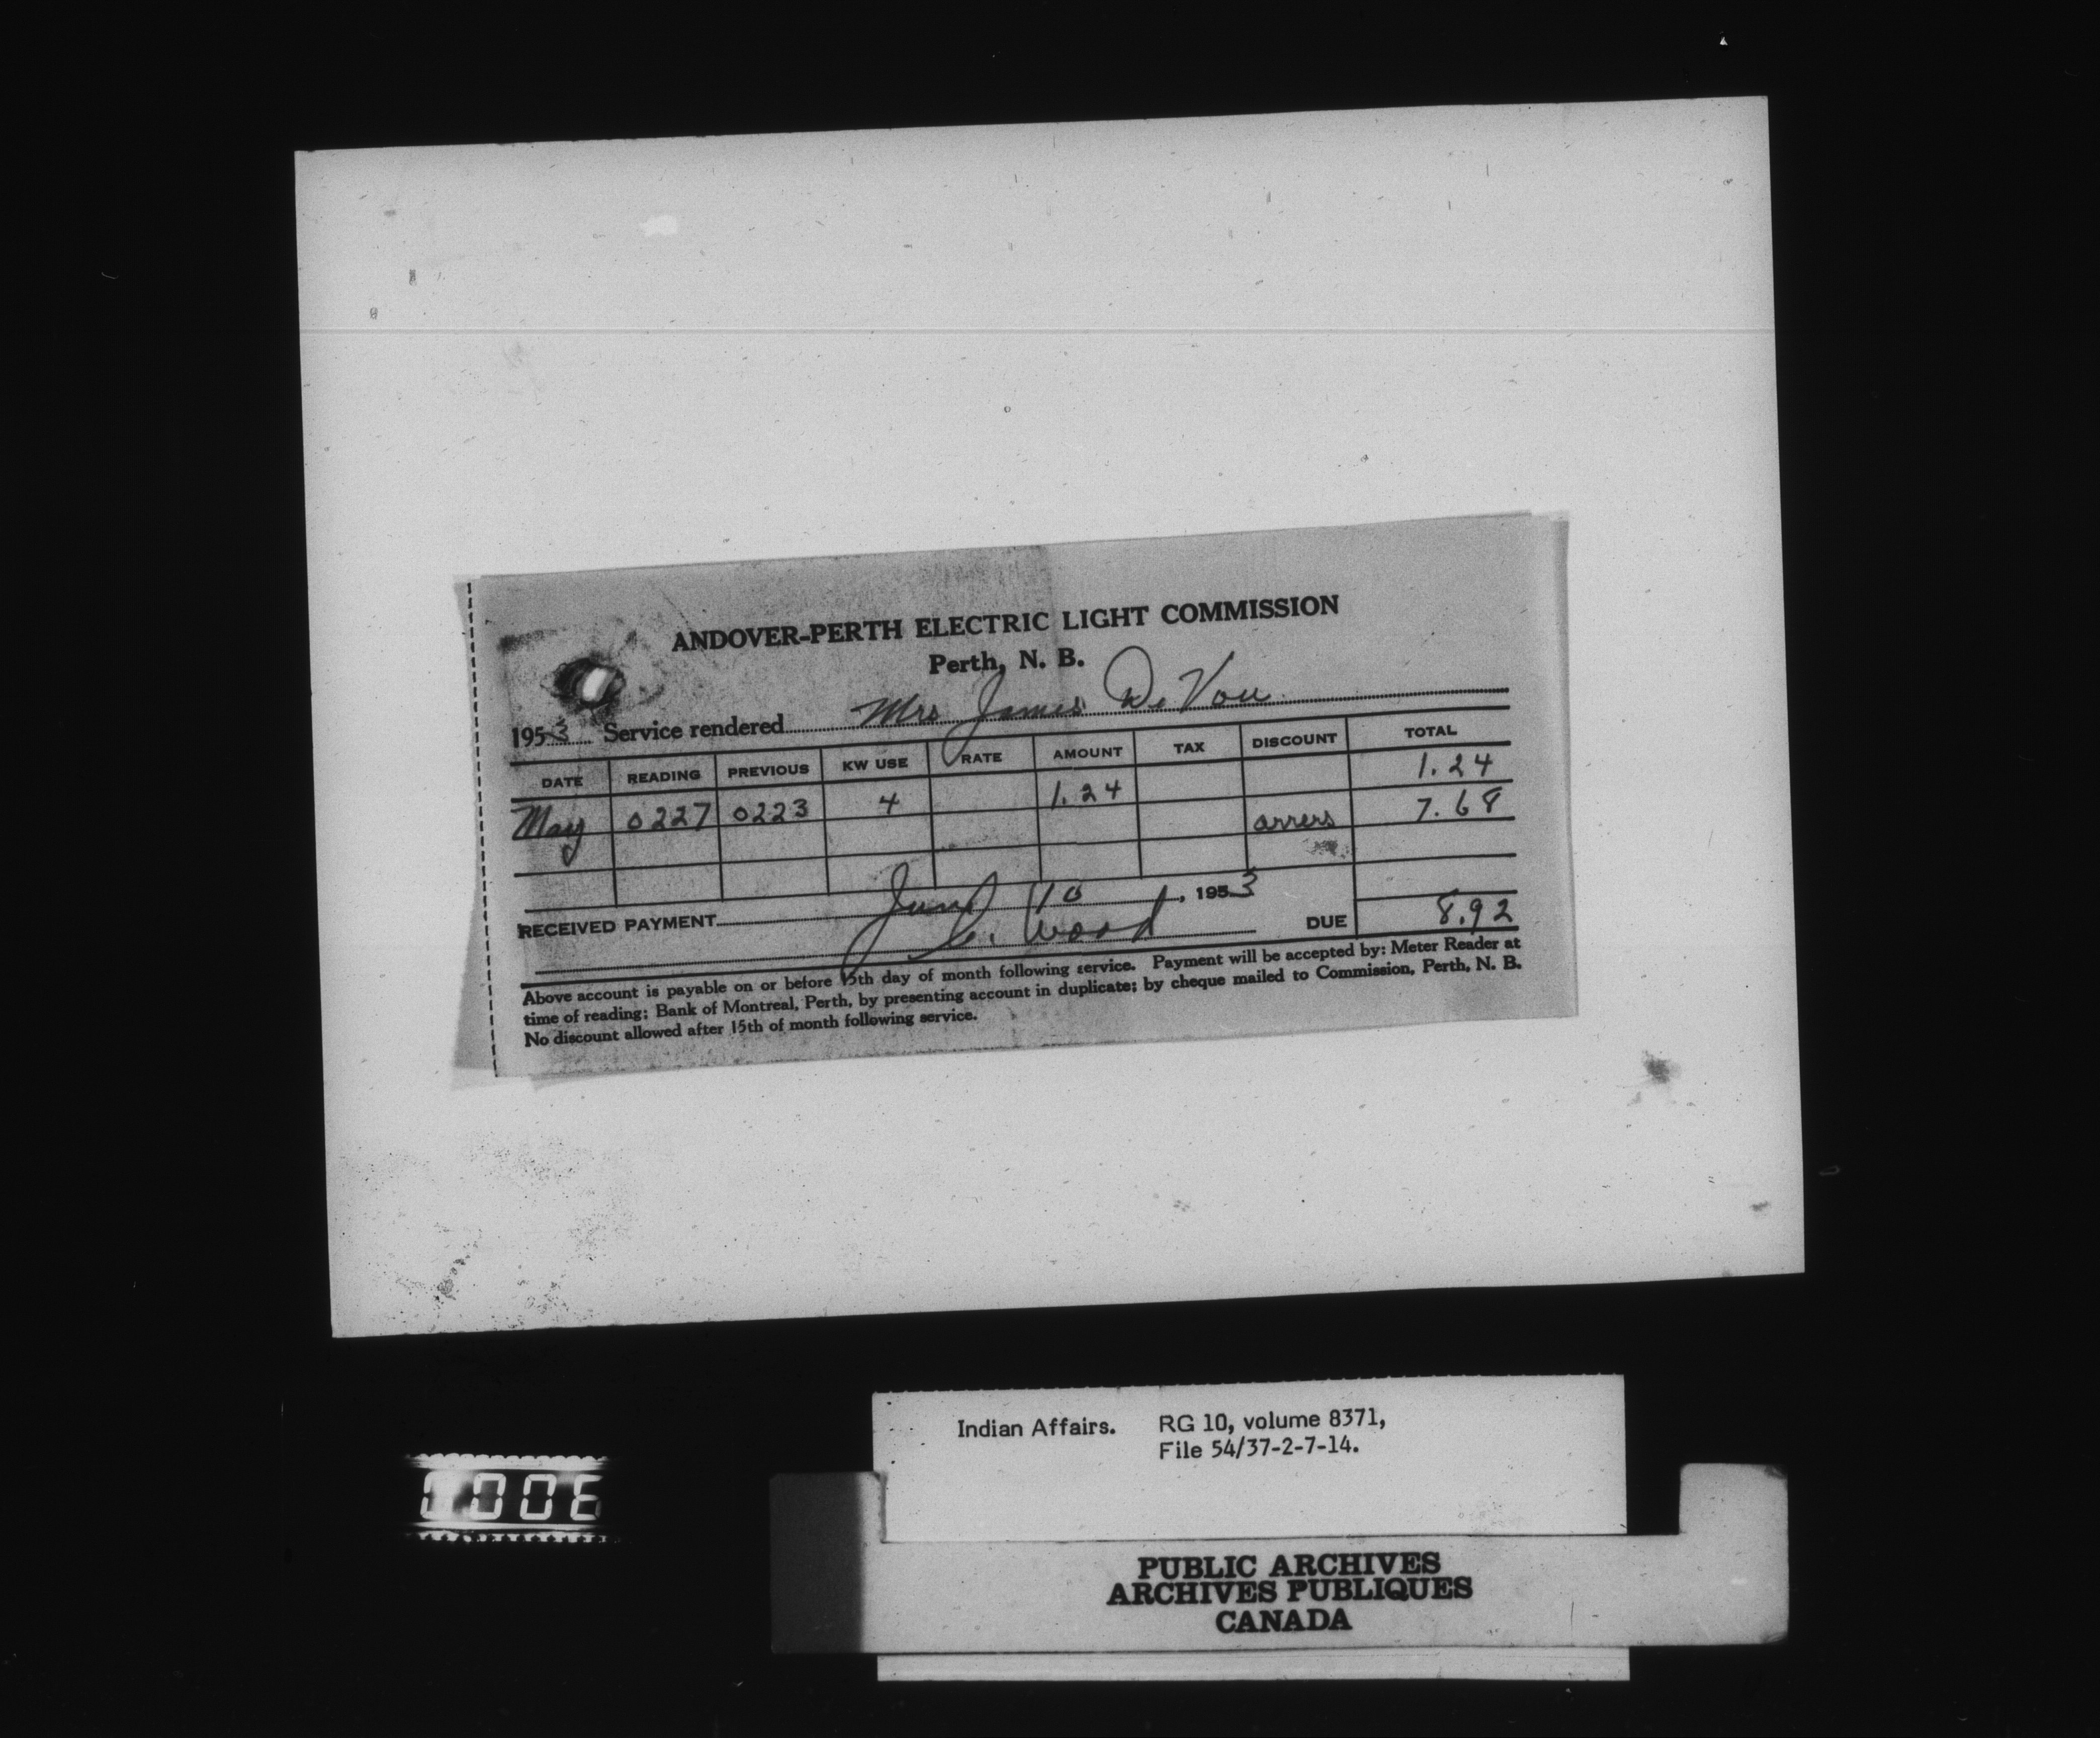 ANDOVER-PERTH ELECTRIC LIGHT COMMISSION
Perth, N. B.
1953 Service rendered Mrs James De Vou
DATE READING PREVIOUS KW USE RATE AMOUNT TAX DISCOUNT TOTAL
May 0227 0223 4 1.24 1.24
arrers 7.68
RECEIVED PAYMENT June 10, 1953
C. Wood DUE 8.92
Above account is payable on or before 15th day of month following service. Payment will be accepted by: Meter Reader at
time of reading; Bank of Montreal, Perth, by presenting account in duplicate; by cheque mailed to Commission, Perth, N. B.
No discount allowed after 15th of month following service.
Indian Affairs. RG 10, volume 8371,
File 54/37-2-7-14.
PUBLIC ARCHIVES
ARCHIVES PUBLIQUES
CANADA